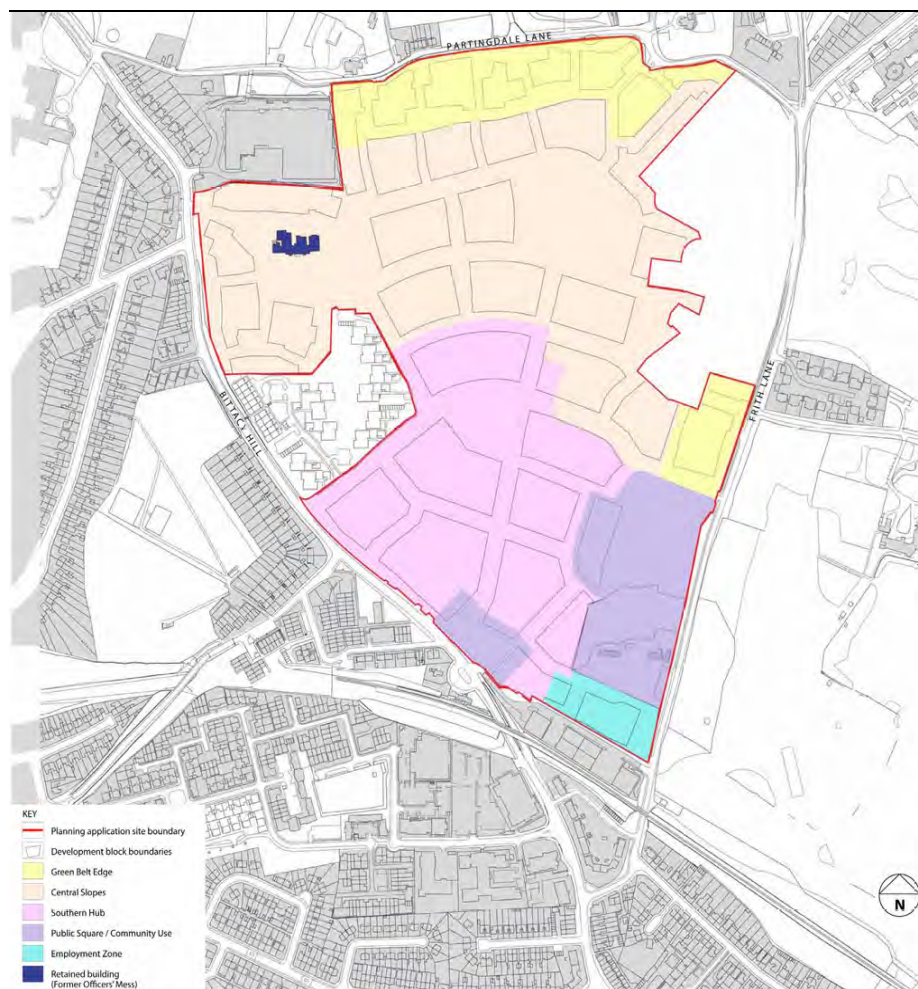 PARTINGDALE LANE
BITTACY HILL
FRITH LANE
KEY
Planning application site boundary
Development block boundaries
Green Belt Edge
Central Slopes
Southern Hub
Public Square / Community Use
Employment Zone
Retained building
(Former Officers' Mess)
N